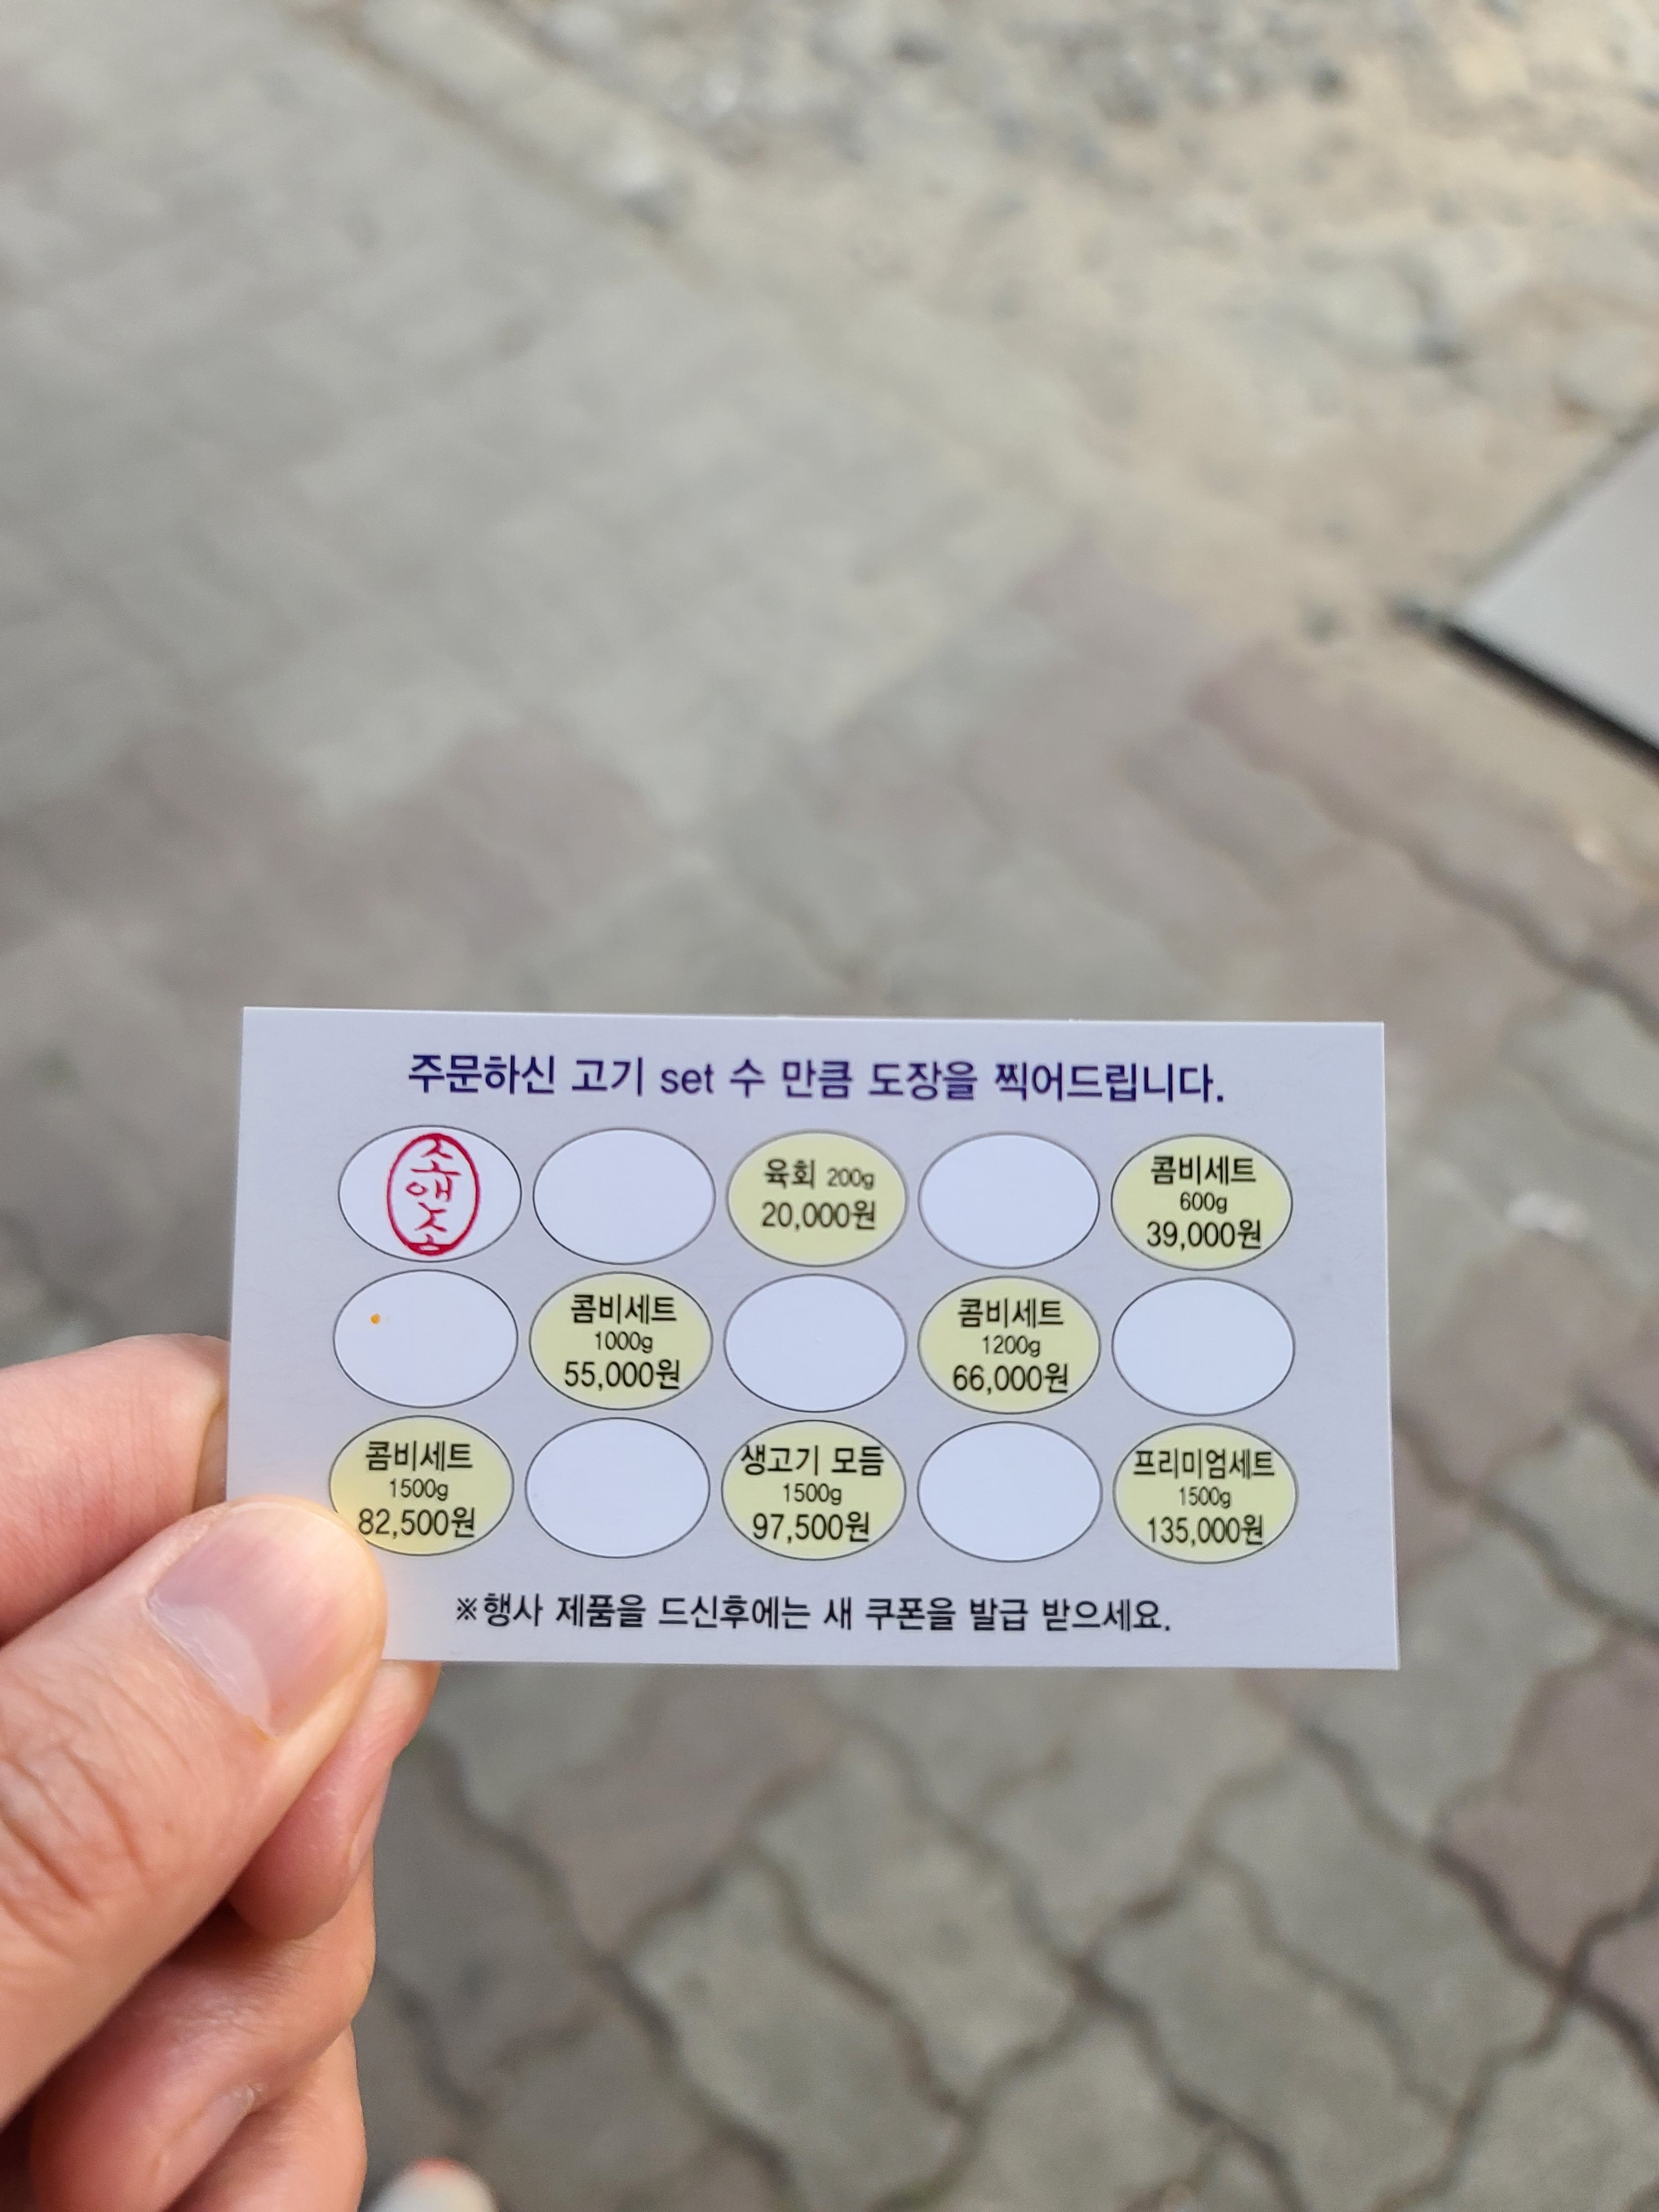 주문하신 고기 set 수 만큼 도장을 찍어드립니다.
소앤소
육회 200g
20,000원
콤비세트
600g
39,000원
콤비세트
1000g
55,000원
콤비세트
1200g
66,000원
콤비세트
1500g
82,500원
생고기 모듬
1500g
97,500원
프리미엄세트
1500g
135,000원
※행사 제품을 드신후에는 새 쿠폰을 발급 받으세요.